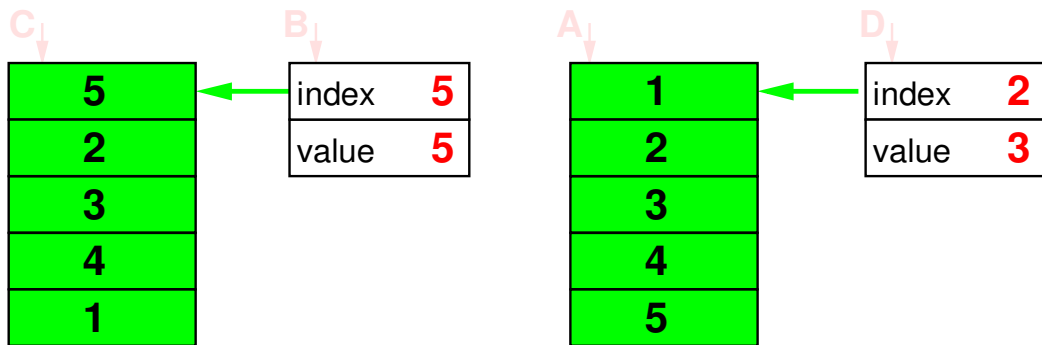 C B A D
5 index 5 1 index 2
2 value 5 2 value 3
3 3
4 4
1 5